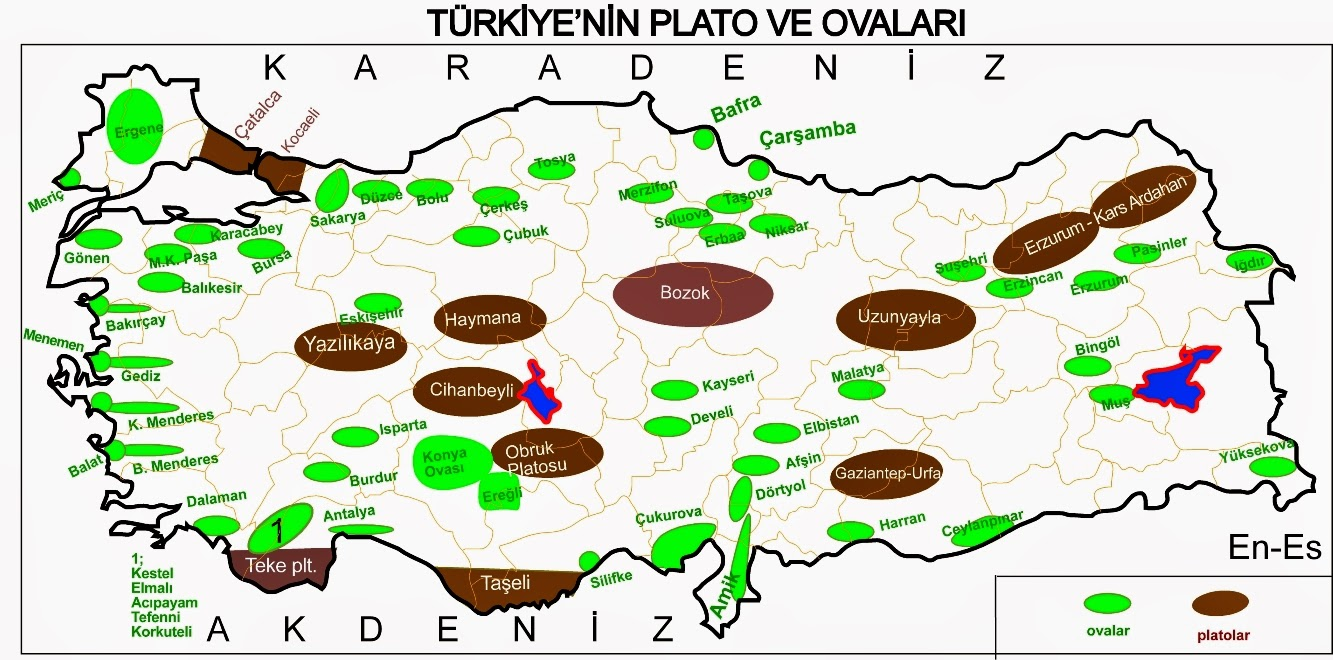 TÜRKİYE'NİN PLATO VE OVALARI
K A R A D E N İ Z
Ergene
Çatalca
Kocaeli
Bafra
Çarşamba
Meriç
Sakarya
Düzce
Bolu
Tosya
Çerkeş
Çubuk
Merzifon
Suluova
Taşova
Erbaa
Niksar
Erzurum - Kars Ardahan
Gönen
Karacabey
M.K. Paşa
Bursa
Balıkesir
Suşehri
Erzincan
Erzurum
Pasinler
Iğdır
Bakırçay
Eskişehir
Yazılıkaya
Haymana
Bozok
Uzunyayla
Menemen
Gediz
Cihanbeyli
Kayseri
Malatya
Bingöl
Muş
K. Menderes
Isparta
Develi
Elbistan
Balat
B. Menderes
Burdur
Konya
Ovası
Obruk
Platosu
Ereğli
Afşin
Gaziantep-Urfa
Yüksekova
Dalaman
1
Antalya
Çukurova
Dörtyol
Harran
Ceylanpınar
Teke plt.
Taşeli
Silifke
Amik
1;
Kestel
Elmalı
Acıpayam
Tefenni
Korkuteli
A K D E N İ Z
En-Es
ovalar
platolar